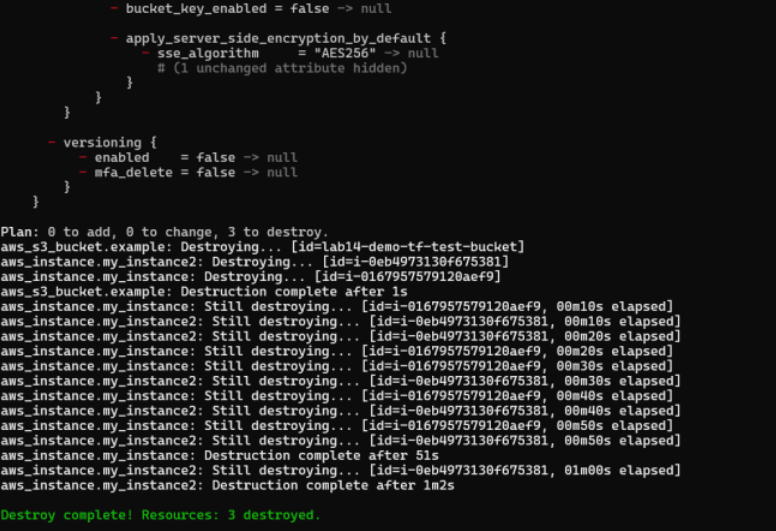 - bucket_key_enabled = false -> null
- apply_server_side_encryption_by_default {
- sse_algorithm     = "AES256" -> null
# (1 unchanged attribute hidden)
}
}
}
- versioning {
- enabled    = false -> null
- mfa_delete = false -> null
}
}
Plan: 0 to add, 0 to change, 3 to destroy.
aws_s3_bucket.example: Destroying... [id=lab14-demo-tf-test-bucket]
aws_instance.my_instance2: Destroying... [id=i-0eb4973130f675381]
aws_instance.my_instance: Destroying... [id=i-0167957579120aef9]
aws_s3_bucket.example: Destruction complete after 1s
aws_instance.my_instance: Still destroying... [id=i-0167957579120aef9, 00m10s elapsed]
aws_instance.my_instance2: Still destroying... [id=i-0eb4973130f675381, 00m10s elapsed]
aws_instance.my_instance2: Still destroying... [id=i-0eb4973130f675381, 00m20s elapsed]
aws_instance.my_instance: Still destroying... [id=i-0167957579120aef9, 00m20s elapsed]
aws_instance.my_instance: Still destroying... [id=i-0167957579120aef9, 00m30s elapsed]
aws_instance.my_instance2: Still destroying... [id=i-0eb4973130f675381, 00m30s elapsed]
aws_instance.my_instance: Still destroying... [id=i-0167957579120aef9, 00m40s elapsed]
aws_instance.my_instance2: Still destroying... [id=i-0eb4973130f675381, 00m40s elapsed]
aws_instance.my_instance: Still destroying... [id=i-0167957579120aef9, 00m50s elapsed]
aws_instance.my_instance2: Still destroying... [id=i-0eb4973130f675381, 00m50s elapsed]
aws_instance.my_instance: Destruction complete after 51s
aws_instance.my_instance2: Still destroying... [id=i-0eb4973130f675381, 01m00s elapsed]
aws_instance.my_instance2: Destruction complete after 1m2s
Destroy complete! Resources: 3 destroyed.